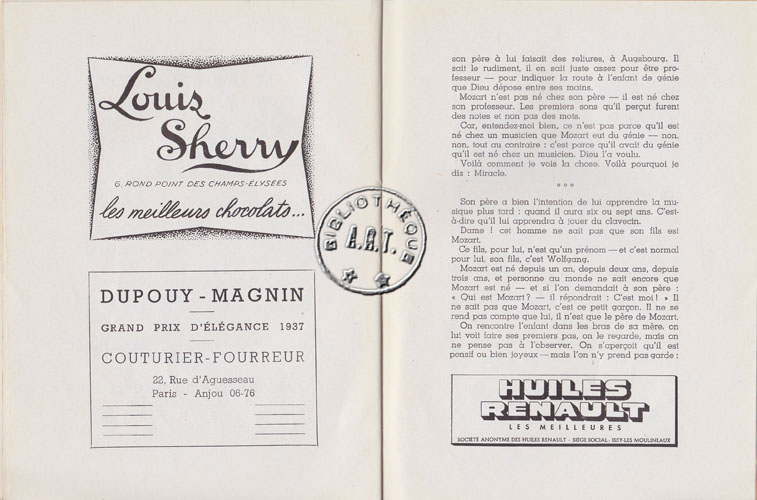 Louis
Sherry
6. ROND POINT DES CHAMPS-ÉLYSÉES
les meilleurs chocolats...
DUPOUY - MAGNIN
GRAND PRIX D'ÉLÉGANCE 1937
COUTURIER-FOURREUR
22, Rue d'Aguesseau
Paris - Anjou 06-76
BIBLIOTHÈQUE
A.R.T.
son père à lui faisait des reliures, à Augsbourg. Il
sait le rudiment, il en sait juste assez pour être pro-
fesseur — pour indiquer la route à l'enfant de génie
que Dieu dépose entre ses mains.
Mozart n'est pas né chez son père — il est né chez
son professeur. Les premiers sons qu'il perçut furent
des notes et non pas des mots.
Car, entendez-moi bien, ce n'est pas parce qu'il est
né chez un musicien que Mozart eut du génie — non,
non, tout au contraire : c'est parce qu'il avait du génie
qu'il est né chez un musicien. Dieu l'a voulu.
Voilà comment je vois la chose. Voilà pourquoi je
dis : Miracle.
Son père a bien l'intention de lui apprendre la mu-
sique plus tard : quand il aura six ou sept ans. C'est-
à-dire qu'il lui apprendra à jouer du clavecin.
Dame ! cet homme ne sait pas que son fils est
Mozart.
Ce fils, pour lui, n'est qu'un prénom — et c'est normal
pour lui, son fils, c'est Wolfgang.
Mozart est né depuis un an, depuis deux ans, depuis
trois ans, et personne au monde ne sait encore que
Mozart est né — et si l'on demandait à son père :
« Qui est Mozart ? — il répondrait : C'est moi ! » Il
ne sait pas que Mozart, c'est ce petit garçon. Il ne se
rend pas compte que lui, il n'est que le père de Mozart.
On rencontre l'enfant dans les bras de sa mère, on
lui voit faire ses premiers pas, on le regarde, mais on
ne pense pas à l'observer. On s'aperçoit qu'il est
pensif ou bien joyeux — mais l'on n'y prend pas garde :
HUILES
RENAULT
LES MEILLEURES
SOCIÉTÉ ANONYME DES HUILES RENAULT - SIÈGE SOCIAL - ISSY-LES MOULINEAUX